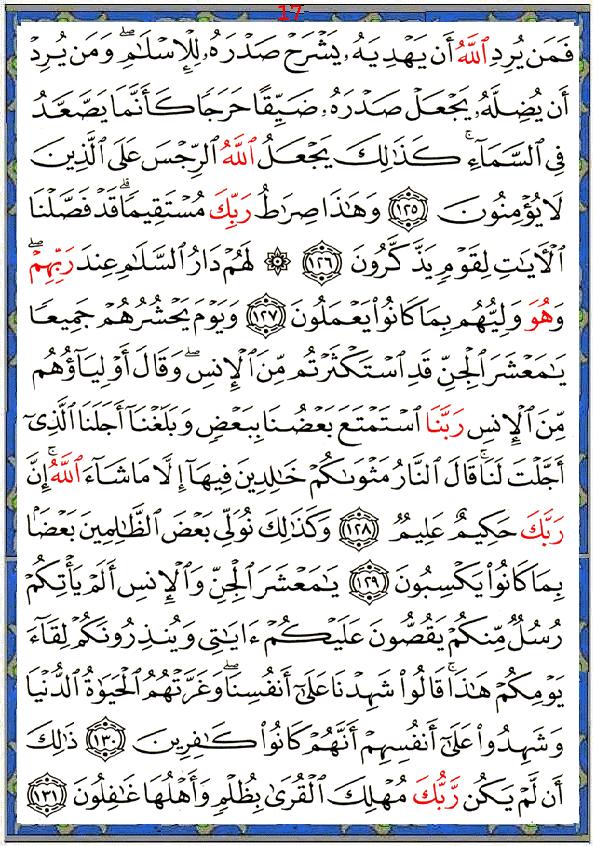 17
فَمَن يُرِدِ ٱللَّهُ أَن يَهۡدِيَهُۥ يَشۡرَحۡ صَدۡرَهُۥ لِلۡإِسۡلَٰمِۖ وَمَن يُرِدۡ
أَن يُضِلَّهُۥ يَجۡعَلۡ صَدۡرَهُۥ ضَيِّقًا حَرَجٗا كَأَنَّمَا يَصَّعَّدُ
فِي ٱلسَّمَآءِۚ كَذَٰلِكَ يَجۡعَلُ ٱللَّهُ ٱلرِّجۡسَ عَلَى ٱلَّذِينَ
لَا يُؤۡمِنُونَ ١٢٥ وَهَٰذَا صِرَٰطُ رَبِّكَ مُسۡتَقِيمٗاۗ قَدۡ فَصَّلۡنَا
ٱلۡأٓيَٰتِ لِقَوۡمٖ يَذَّكَّرُونَ ١٢٦ ۞ لَهُمۡ دَارُ ٱلسَّلَٰمِ عِندَ رَبِّهِمۡۖ
وَهُوَ وَلِيُّهُم بِمَا كَانُواْ يَعۡمَلُونَ ١٢٧ وَيَوۡمَ يَحۡشُرُهُمۡ جَمِيعٗا
يَٰمَعۡشَرَ ٱلۡجِنِّ قَدِ ٱسۡتَكۡثَرۡتُم مِّنَ ٱلۡإِنسِۖ وَقَالَ أَوۡلِيَآؤُهُم
مِّنَ ٱلۡإِنسِ رَبَّنَا ٱسۡتَمۡتَعَ بَعۡضُنَا بِبَعۡضٖ وَبَلَغۡنَآ أَجَلَنَا ٱلَّذِيٓ
أَجَّلۡتَ لَنَاۚ قَالَ ٱلنَّارُ مَثۡوَىٰكُمۡ خَٰلِدِينَ فِيهَآ إِلَّا مَا شَآءَ ٱللَّهُۚ إِنَّ
رَبَّكَ حَكِيمٌ عَلِيمٞ ١٢٨ وَكَذَٰلِكَ نُوَلِّي بَعۡضَ ٱلظَّٰلِمِينَ بَعۡضَۢا
بِمَا كَانُواْ يَكۡسِبُونَ ١٢٩ يَٰمَعۡشَرَ ٱلۡجِنِّ وَٱلۡإِنسِ أَلَمۡ يَأۡتِكُمۡ
رُسُلٞ مِّنكُمۡ يَقُصُّونَ عَلَيۡكُمۡ ءَايَٰتِي وَيُنذِرُونَكُمۡ لِقَآءَ
يَوۡمِكُمۡ هَٰذَاۚ قَالُواْ شَهِدۡنَا عَلَىٰٓ أَنفُسِنَاۖ وَغَرَّتۡهُمُ ٱلۡحَيَوٰةُ ٱلدُّنۡيَا
وَشَهِدُواْ عَلَىٰٓ أَنفُسِهِمۡ أَنَّهُمۡ كَانُواْ كَٰفِرِينَ ١٣٠ ذَٰلِكَ
أَن لَّمۡ يَكُن رَّبُّكَ مُهۡلِكَ ٱلۡقُرَىٰ بِظُلۡمٖ وَأَهۡلُهَا غَٰفِلُونَ ١٣١